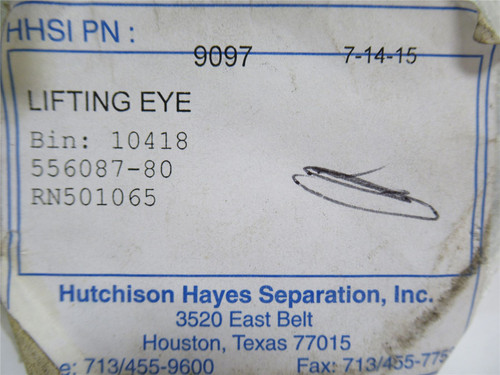 HHSI PN :
9097 7-14-15
LIFTING EYE
Bin: 10418
556087-80
RN501065
Hutchison Hayes Separation, Inc.
3520 East Belt
Houston, Texas 77015
e: 713/455-9600 Fax: 713/455-775